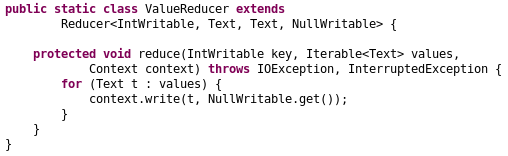 public static class ValueReducer extends
        Reducer<IntWritable, Text, Text, NullWritable> {

    protected void reduce(IntWritable key, Iterable<Text> values,
            Context context) throws IOException, InterruptedException {
        for (Text t : values) {
            context.write(t, NullWritable.get());
        }
    }
}